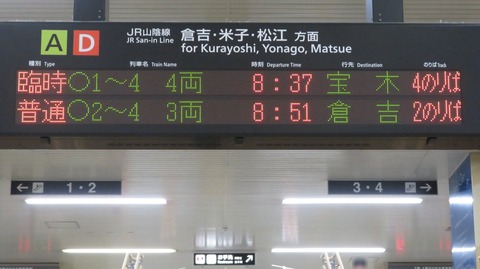 A D JR山陰線 倉吉・米子・松江 方面
JR San-in Line for Kurayoshi, Yonago, Matsue
種別 Type 列車名 Train Name 時刻 Departure Time 行先 Destination のりば Track
臨時 ○1～4 4両 8:37 宝木 4のりば
普通 ○2～4 3両 8:51 倉吉 2のりば
← 1・2 3・4 →